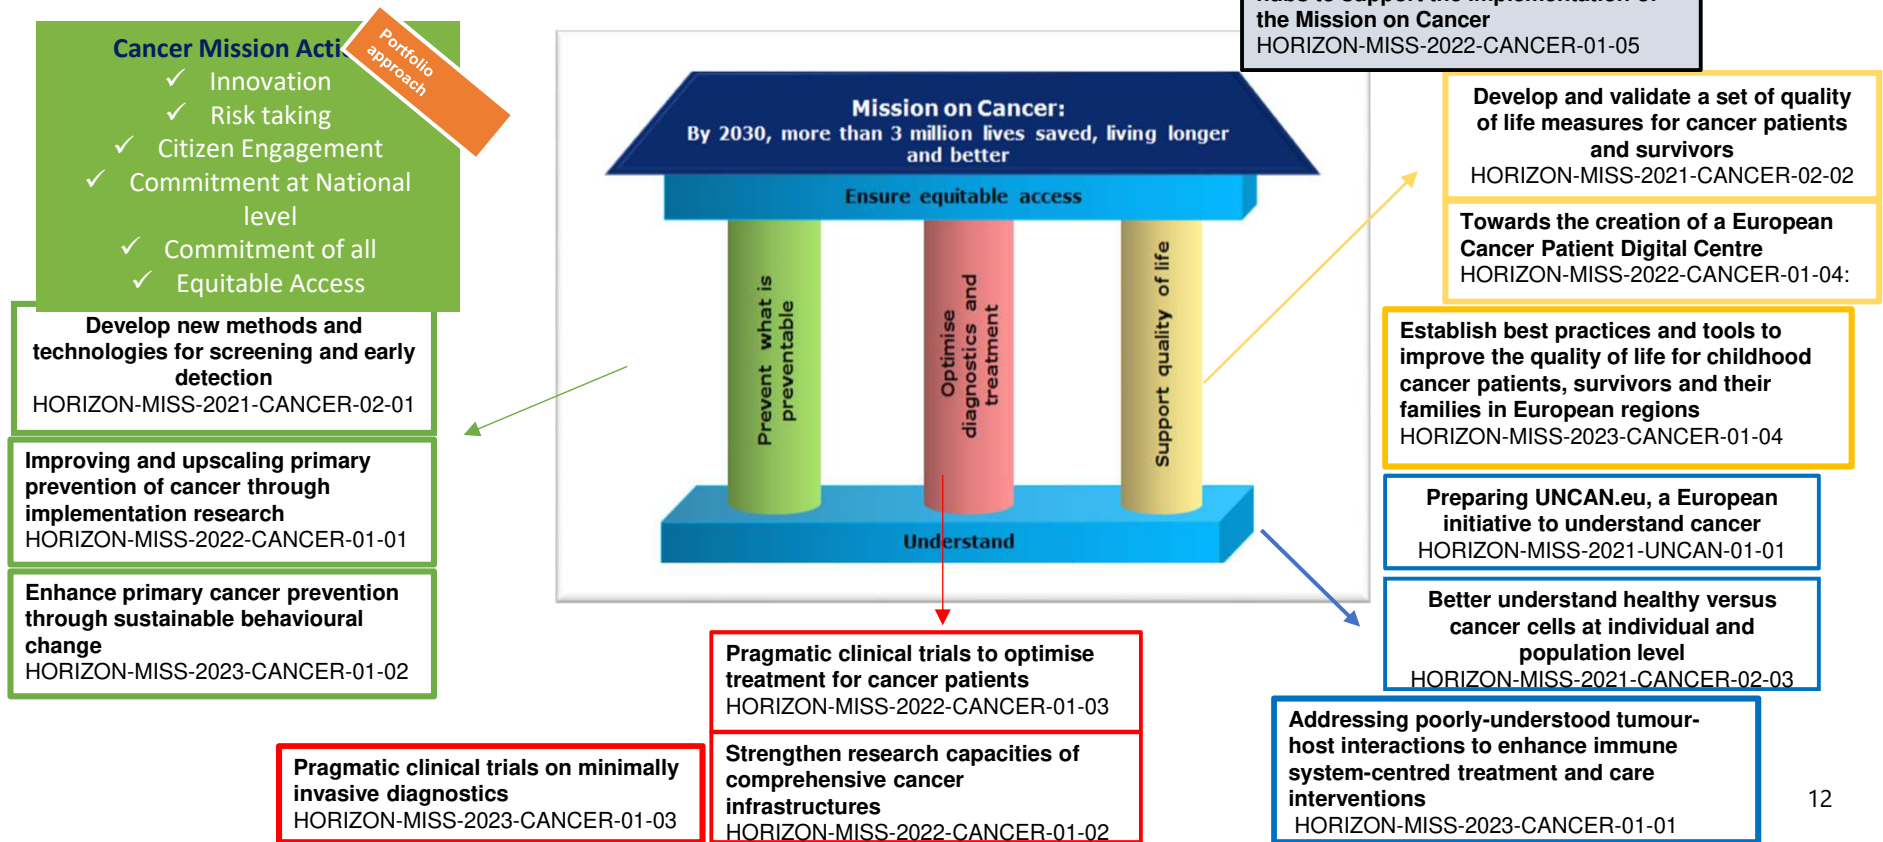 the Mission on Cancer
HORIZON-MISS-2022-CANCER-01-05
Cancer Mission Acti
Portfolio
approach
✓ Innovation
✓ Risk taking
✓ Citizen Engagement
✓ Commitment at National
level
✓ Commitment of all
✓ Equitable Access
Develop new methods and
technologies for screening and early
detection
HORIZON-MISS-2021-CANCER-02-01
Improving and upscaling primary
prevention of cancer through
implementation research
HORIZON-MISS-2022-CANCER-01-01
Enhance primary cancer prevention
through sustainable behavioural
change
HORIZON-MISS-2023-CANCER-01-02
Mission on Cancer:
By 2030, more than 3 million lives saved, living longer
and better
Ensure equitable access
Prevent what is
preventable
Optimise
diagnostics and
treatment
Support quality of life
Understand
Develop and validate a set of quality
of life measures for cancer patients
and survivors
HORIZON-MISS-2021-CANCER-02-02
Towards the creation of a European
Cancer Patient Digital Centre
HORIZON-MISS-2022-CANCER-01-04:
Establish best practices and tools to
improve the quality of life for childhood
cancer patients, survivors and their
families in European regions
HORIZON-MISS-2023-CANCER-01-04
Preparing UNCAN.eu, a European
initiative to understand cancer
HORIZON-MISS-2021-UNCAN-01-01
Better understand healthy versus
cancer cells at individual and
population level
HORIZON-MISS-2021-CANCER-02-03
Addressing poorly-understood tumour-
host interactions to enhance immune
system-centred treatment and care
interventions
HORIZON-MISS-2023-CANCER-01-01
Pragmatic clinical trials to optimise
treatment for cancer patients
HORIZON-MISS-2022-CANCER-01-03
Strengthen research capacities of
comprehensive cancer
infrastructures
HORIZON-MISS-2022-CANCER-01-02
Pragmatic clinical trials on minimally
invasive diagnostics
HORIZON-MISS-2023-CANCER-01-03
12